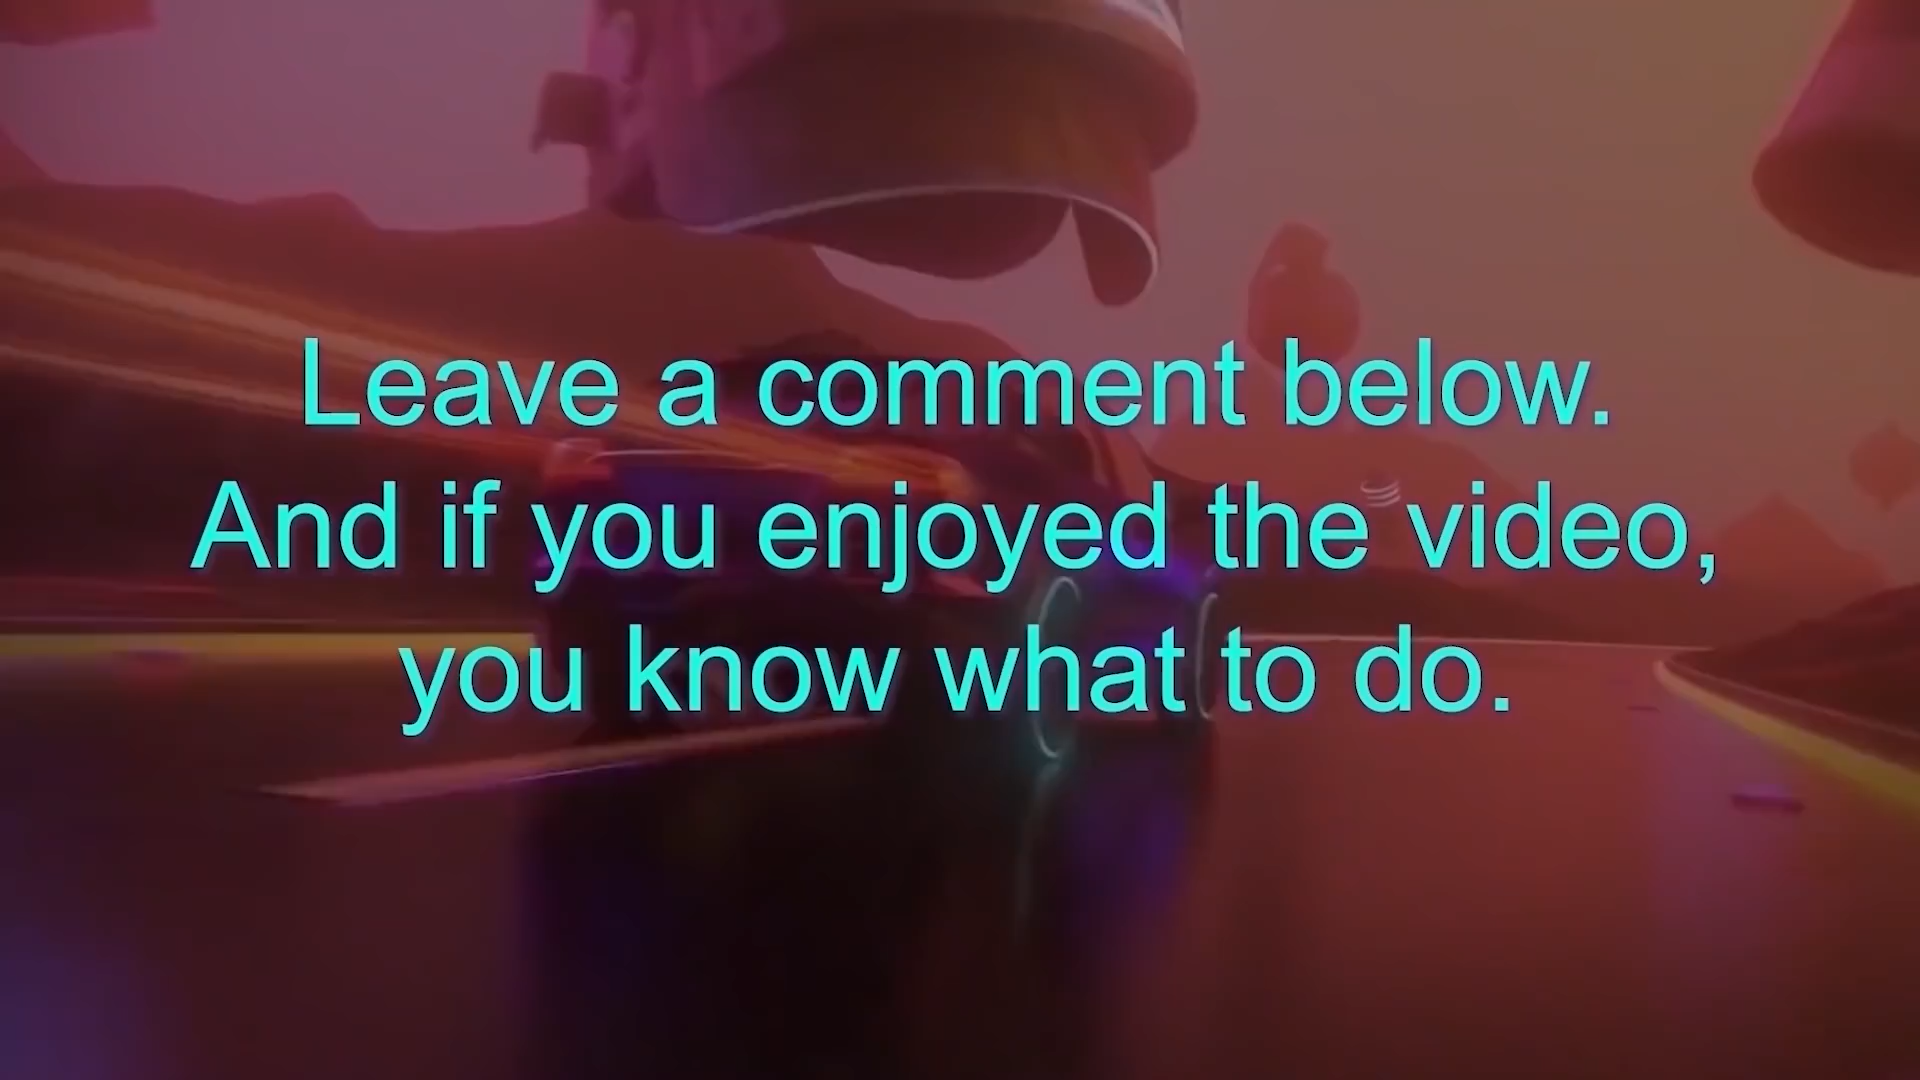 Leave a comment below.
And if you enjoyed the video,
you know what to do.